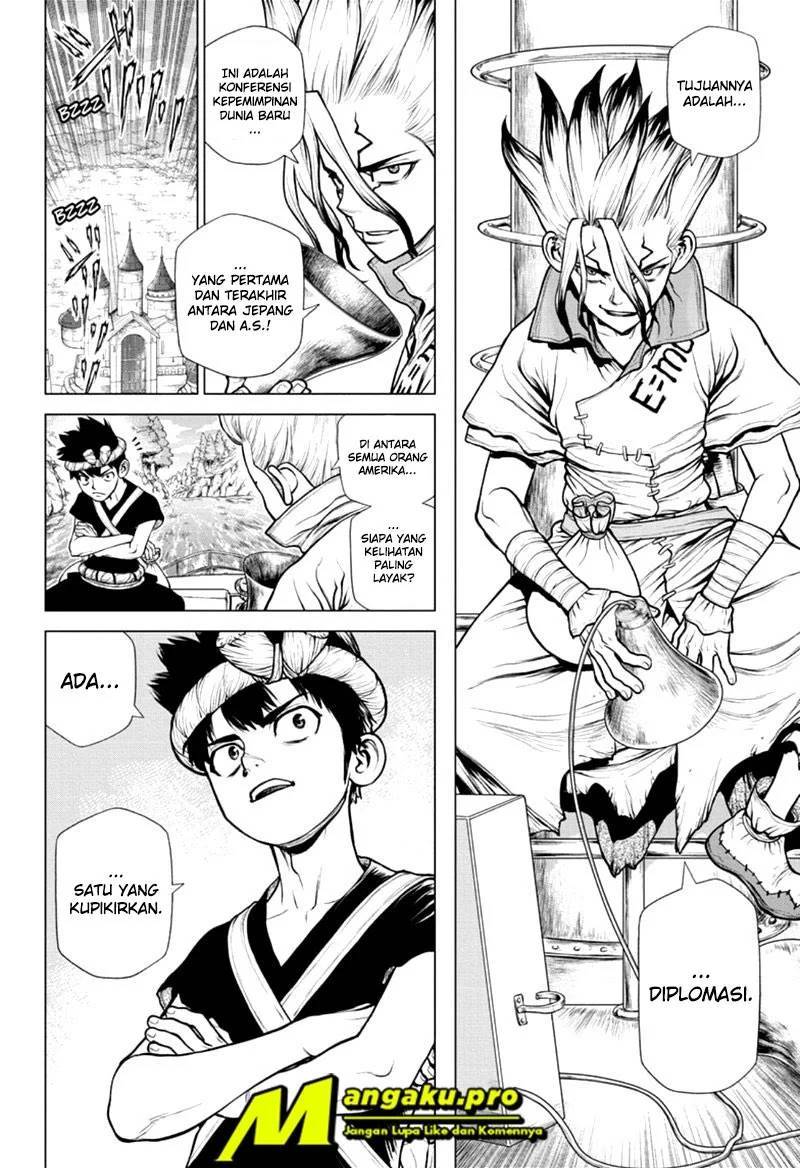 TUJUANNYA
ADALAH...
E=mc
...
DIPLOMASI.
INI ADALAH
KONFERENSI
KEPEMIMPINAN
DUNIA BARU
...
...
YANG PERTAMA
DAN TERAKHIR
ANTARA JEPANG
DAN A.S.!
BZZZ
BZZZ
DI ANTARA
SEMUA ORANG
AMERIKA...
...
SIAPA YANG
KELIHATAN
PALING
LAYAK?
ADA...
...
SATU YANG
KUPIKIRKAN.
Mangaku.pro
Jangan Lupa Like dan Komennya